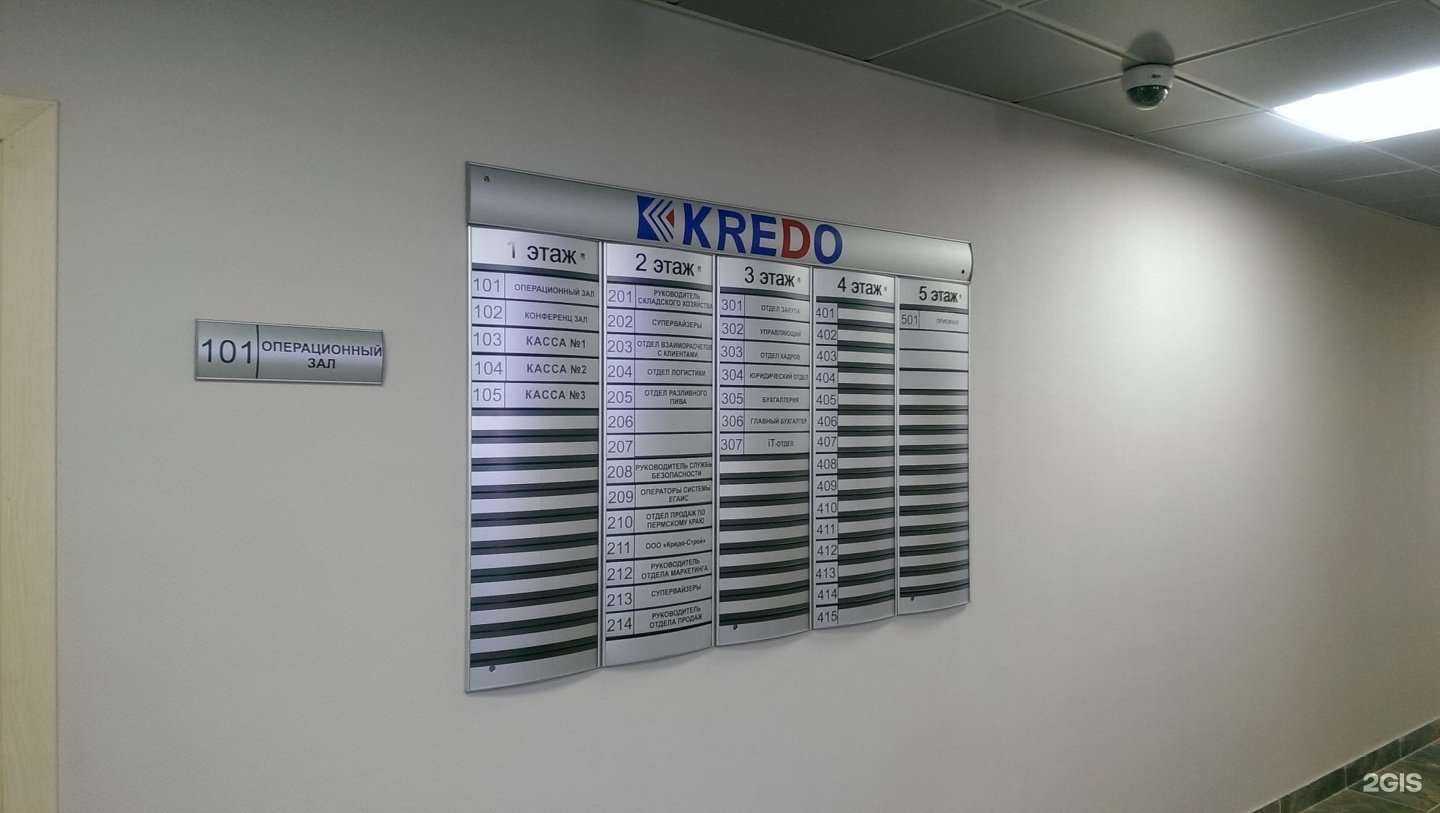 KREDO
101 ОПЕРАЦИОННЫЙ
ЗАЛ
1 этаж
101 ОПЕРАЦИОННЫЙ ЗАЛ
102 КОНФЕРЕНЦ ЗАЛ
103 КАССА №1
104 КАССА №2
105 КАССА №3
2 этаж
201 РУКОВОДИТЕЛЬ
СКЛАДСКОГО ХОЗЯЙСТВА
202 СУПЕРВАЙЗЕРЫ
203 ОТДЕЛ ВЗАИМОРАСЧЕТОВ
С КЛИЕНТАМИ
204 ОТДЕЛ ЛОГИСТИКИ
205 ОТДЕЛ РАЗЛИВНОГО
ПИВА
206
207
208 РУКОВОДИТЕЛЬ СЛУЖБЫ
БЕЗОПАСНОСТИ
209 ОПЕРАТОРЫ СИСТЕМЫ
ЕГАИС
210 ОТДЕЛ ПРОДАЖ ПО
ПЕРМСКОМУ КРАЮ
211 ООО «Кредо-Строй»
212 РУКОВОДИТЕЛЬ
ОТДЕЛА МАРКЕТИНГА
213 СУПЕРВАЙЗЕРЫ
214 РУКОВОДИТЕЛЬ
ОТДЕЛА ПРОДАЖ
3 этаж
301 ОТДЕЛ ЗАКУПА
302 УПРАВЛЯЮЩИЙ
303 ОТДЕЛ КАДРОВ
304 ЮРИДИЧЕСКИЙ ОТДЕЛ
305 БУХГАЛТЕРИЯ
306 ГЛАВНЫЙ БУХГАЛТЕР
307 IT-ОТДЕЛ
4 этаж
401
402
403
404
405
406
407
408
409
410
411
412
413
414
415
5 этаж
501 ПРИЕМНАЯ
2GIS